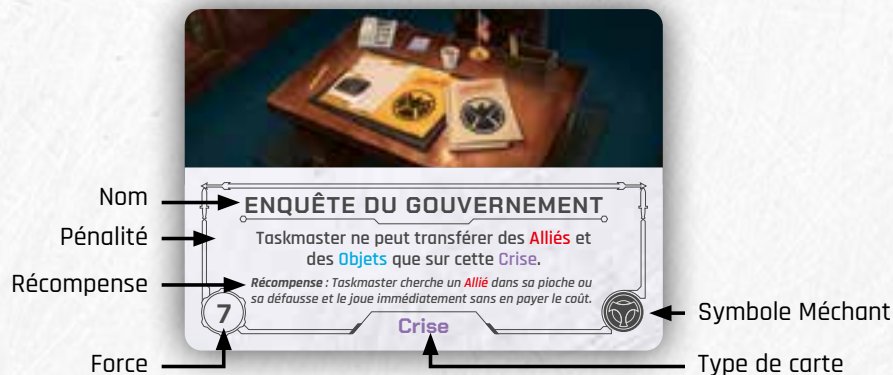 Nom
ENQUÊTE DU GOUVERNEMENT
Pénalité
Taskmaster ne peut transférer des Alliés et
des Objets que sur cette Crise.
Récompense
Récompense : Taskmaster cherche un Allié dans sa pioche ou
sa défausse et le joue immédiatement sans en payer le coût.
7
Symbole Méchant
Crise
Force
Type de carte